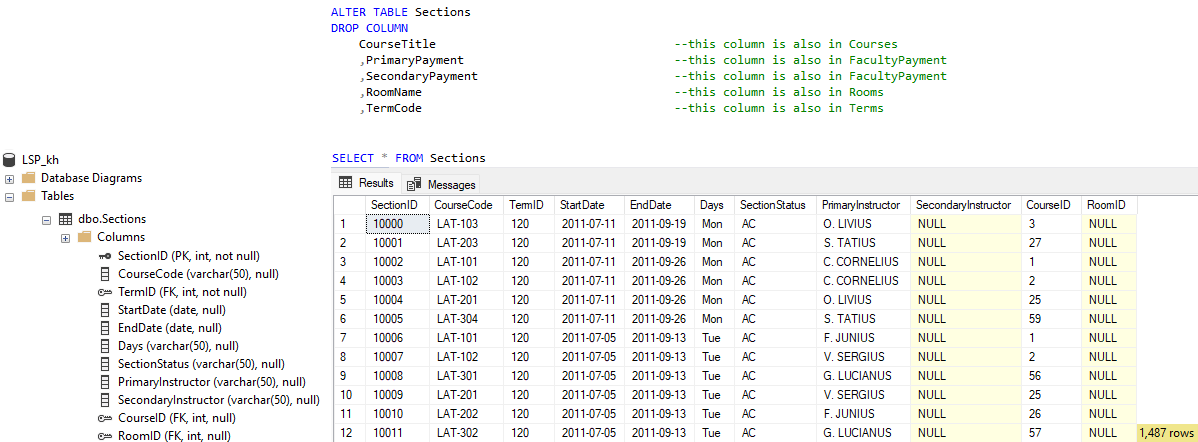 ALTER TABLE Sections
DROP COLUMN
CourseTitle --this column is also in Courses
,PrimaryPayment --this column is also in FacultyPayment
,SecondaryPayment --this column is also in FacultyPayment
,RoomName --this column is also in Rooms
,TermCode --this column is also in Terms
SELECT * FROM Sections
LSP_kh
Database Diagrams
Tables
dbo.Sections
Columns
SectionID (PK, int, not null)
CourseCode (varchar(50), null)
TermID (FK, int, not null)
StartDate (date, null)
EndDate (date, null)
Days (varchar(50), null)
SectionStatus (varchar(50), null)
PrimaryInstructor (varchar(50), null)
SecondaryInstructor (varchar(50), null)
CourseID (FK, int, null)
RoomID (FK, int, null)
Results Messages
SectionID CourseCode TermID StartDate EndDate Days SectionStatus PrimaryInstructor SecondaryInstructor CourseID RoomID
1 10000 LAT-103 120 2011-07-11 2011-09-19 Mon AC O. LIVIUS NULL 3 NULL
2 10001 LAT-203 120 2011-07-11 2011-09-19 Mon AC S. TATIUS NULL 27 NULL
3 10002 LAT-101 120 2011-07-11 2011-09-26 Mon AC C. CORNELIUS NULL 1 NULL
4 10003 LAT-102 120 2011-07-11 2011-09-26 Mon AC C. CORNELIUS NULL 2 NULL
5 10004 LAT-201 120 2011-07-11 2011-09-26 Mon AC O. LIVIUS NULL 25 NULL
6 10005 LAT-304 120 2011-07-11 2011-09-26 Mon AC S. TATIUS NULL 59 NULL
7 10006 LAT-101 120 2011-07-05 2011-09-13 Tue AC F. JUNIUS NULL 1 NULL
8 10007 LAT-102 120 2011-07-05 2011-09-13 Tue AC V. SERGIUS NULL 2 NULL
9 10008 LAT-301 120 2011-07-05 2011-09-13 Tue AC G. LUCIANUS NULL 56 NULL
10 10009 LAT-201 120 2011-07-05 2011-09-13 Tue AC V. SERGIUS NULL 25 NULL
11 10010 LAT-202 120 2011-07-05 2011-09-13 Tue AC F. JUNIUS NULL 26 NULL
12 10011 LAT-302 120 2011-07-05 2011-09-13 Tue AC G. LUCIANUS NULL 57 NULL
1,487 rows